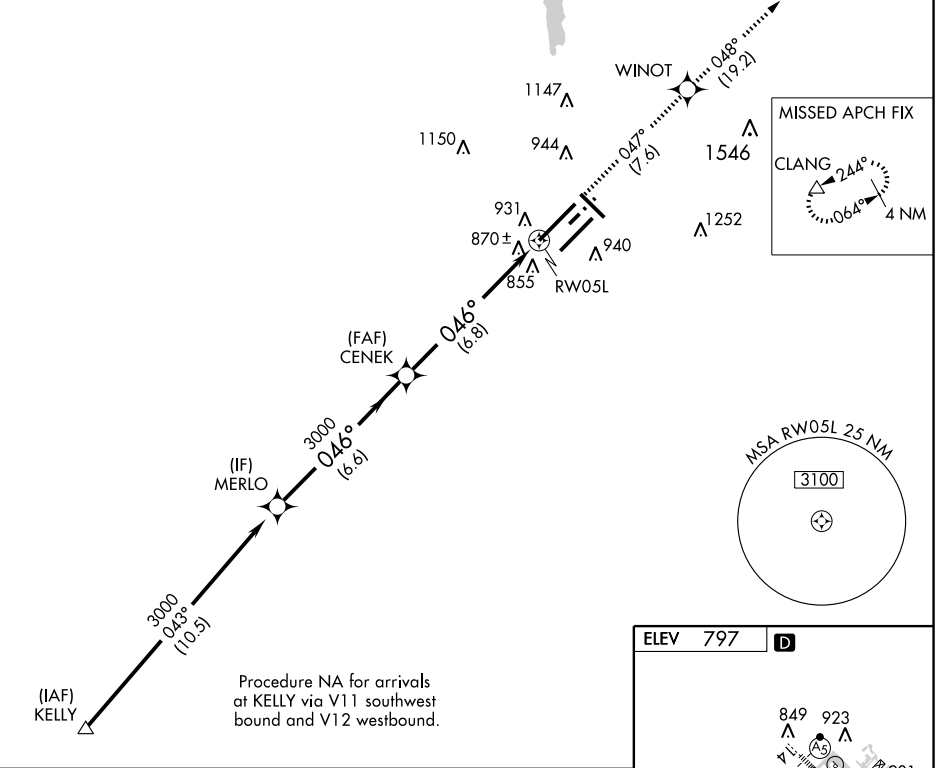 048°
(19.2)
WINOT
1147
047°
(7.6)
1150
944
1546
MISSED APCH FIX
CLANG
244°
064°
4 NM
931
870±
855
940
1252
RW05L
046°
(6.8)
(FAF)
CENEK
3000
046°
(6.6)
(IF)
MERLO
3000
043°
(10.5)
(IAF)
KELLY
Procedure NA for arrivals
at KELLY via V11 southwest
bound and V12 westbound.
MSA RW05L 25 NM
3100
ELEV 797
D
849
923
A5